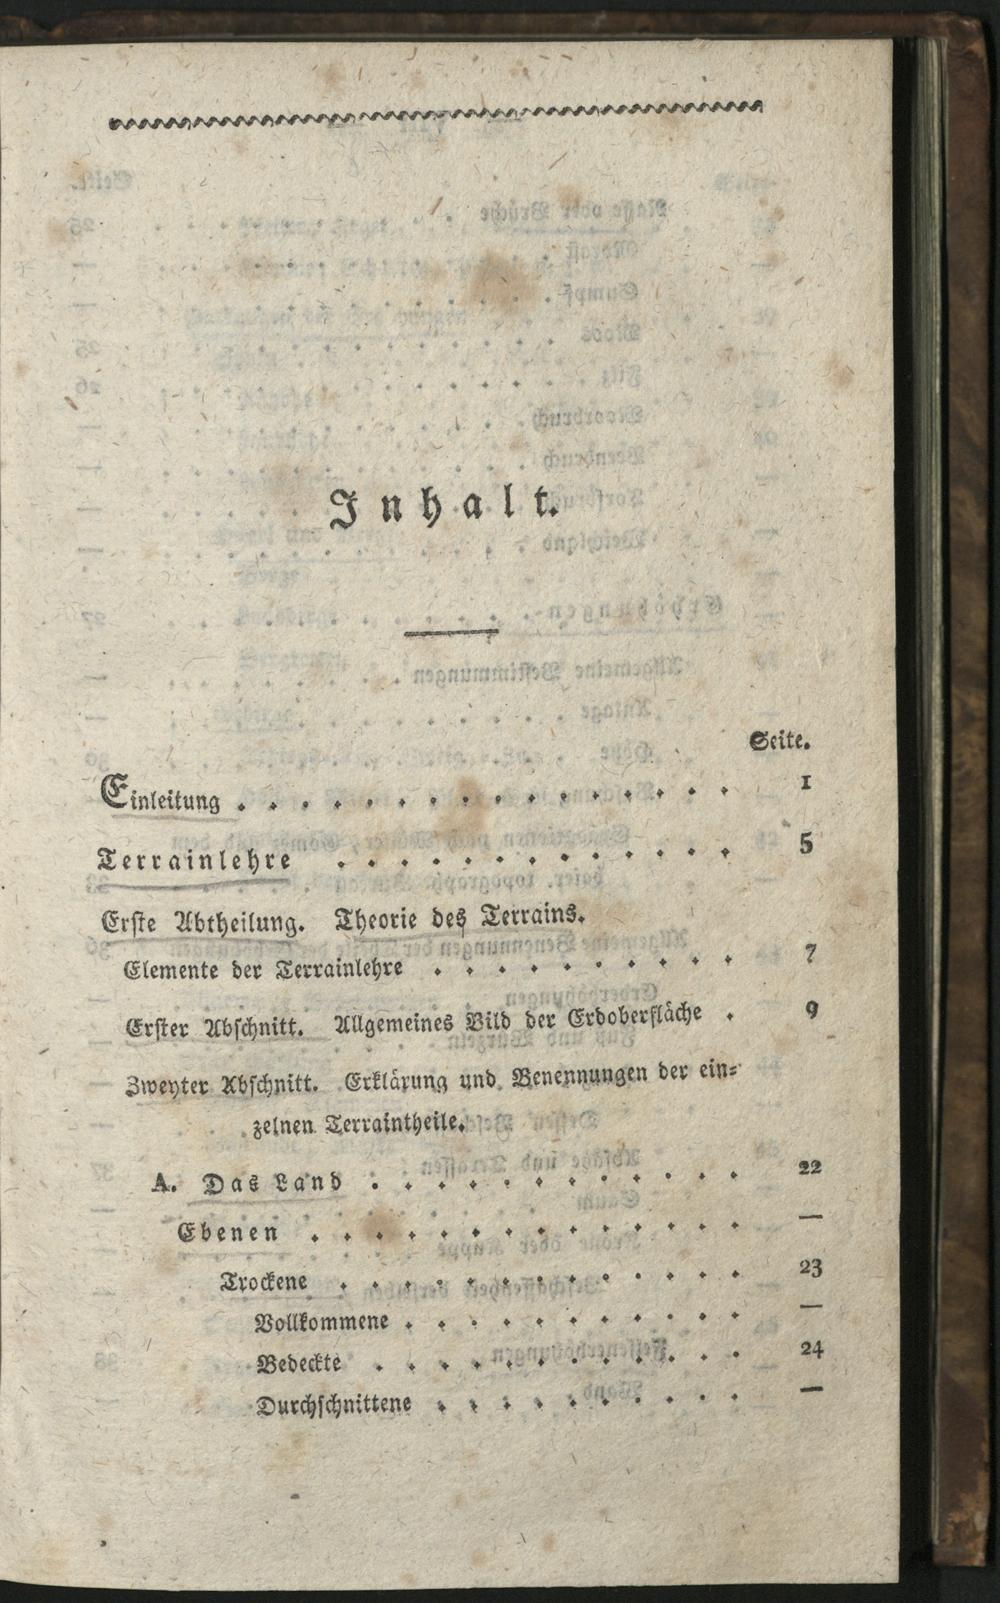 Inhalt.
Seite.
Einleitung . . . . . . . . . . . . . . . . 1
Terrainlehre . . . . . . . . . . . . . 5
Erste Abtheilung. Theorie des Terrains.
Elemente der Terrainlehre . . . . . . . . . . 7
Erster Abschnitt. Allgemeines Bild der Erdoberfläche . 9
Zweyter Abschnitt. Erklärung und Benennungen der ein=
zelnen Terraintheile.
A. Das Land . . . . . . . . . . . . 22
Ebenen . . . . . . . . . . . . . . —
Trockene . . . . . . . . . . . . . 23
Vollkommene . . . . . . . . . . . —
Bedeckte . . . . . . . . . . . . 24
Durchschnittene . . . . . . . . . . —